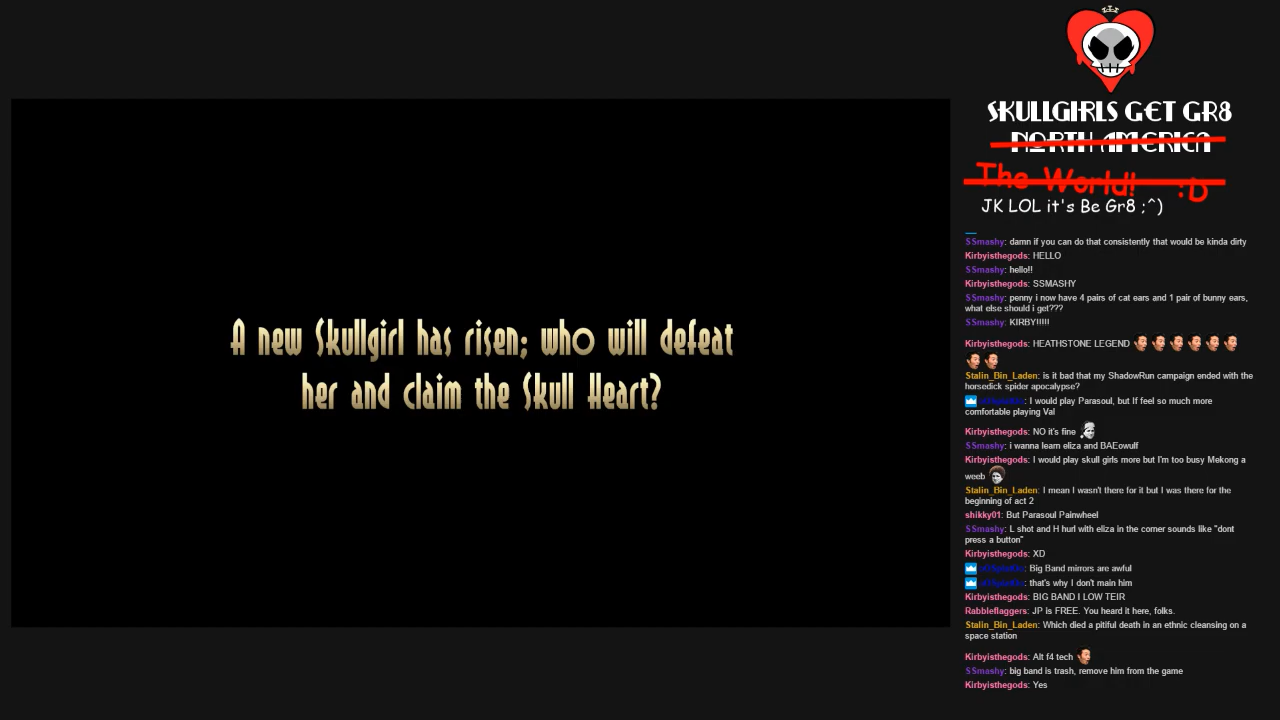 A new Skullgirl has risen; who will defeat
her and claim the Skull Heart?
SKULLGIRLS GET GR8
NORTH AMERICA
The World! :D
JK LOL it's Be Gr8 ;^)
SSmashy: damn if you can do that consistently that would be kinda dirty
Kirbyisthegods: HELLO
SSmashy: hello!!
Kirbyisthegods: SSMASHY
SSmashy: penny i now have 4 pairs of cat ears and 1 pair of bunny ears,
what else should i get???
SSmashy: KIRBY!!!!!
Kirbyisthegods: HEATHSTONE LEGEND
Stalin_Bin_Laden: is it bad that my ShadowRun campaign ended with the
horsedick spider apocalypse?
: I would play Parasoul, but If feel so much more
comfortable playing Val
Kirbyisthegods: NO it's fine
SSmashy: i wanna learn eliza and BAEowulf
Kirbyisthegods: I would play skull girls more but I'm too busy Mekong a
weeb
Stalin_Bin_Laden: I mean I wasn't there for it but I was there for the
beginning of act 2
shikky01: But Parasoul Painwheel
SSmashy: L shot and H hurl with eliza in the corner sounds like "dont
press a button"
Kirbyisthegods: XD
: Big Band mirrors are awful
: that's why I don't main him
Kirbyisthegods: BIG BAND I LOW TEIR
Rabbleflaggers: JP is FREE. You heard it here, folks.
Stalin_Bin_Laden: Which died a pitiful death in an ethnic cleansing on a
space station
Kirbyisthegods: Alt f4 tech
SSmashy: big band is trash, remove him from the game
Kirbyisthegods: Yes